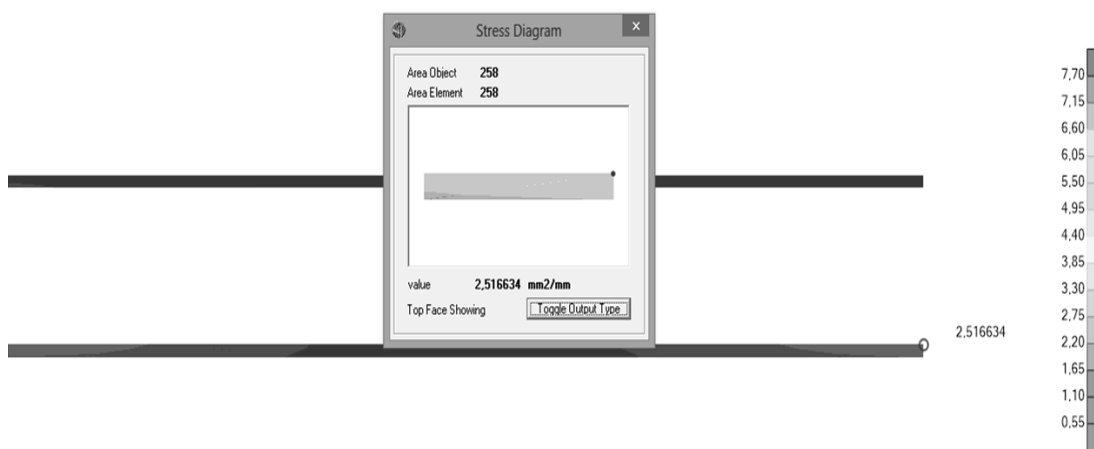 Stress Diagram
x
Area Object 258
Area Element 258
value 2,516634 mm2/mm
Top Face Showing Toggle Output Type
2,516634
7,70
7,15
6,60
6,05
5,50
4,95
4,40
3,85
3,30
2,75
2,20
1,65
1,10
0,55